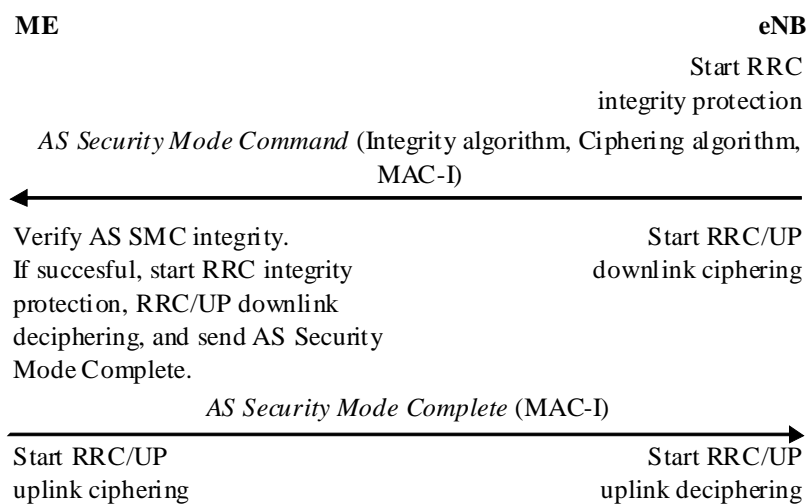 ME
eNB
Start RRC
integrity protection
AS Security Mode Command (Integrity algorithm, Ciphering algorithm,
MAC-I)
Verify AS SMC integrity.
If succesful, start RRC integrity
protection, RRC/UP downlink
deciphering, and send AS Security
Mode Complete.
Start RRC/UP
downlink ciphering
AS Security Mode Complete (MAC-I)
Start RRC/UP
uplink ciphering
Start RRC/UP
uplink deciphering